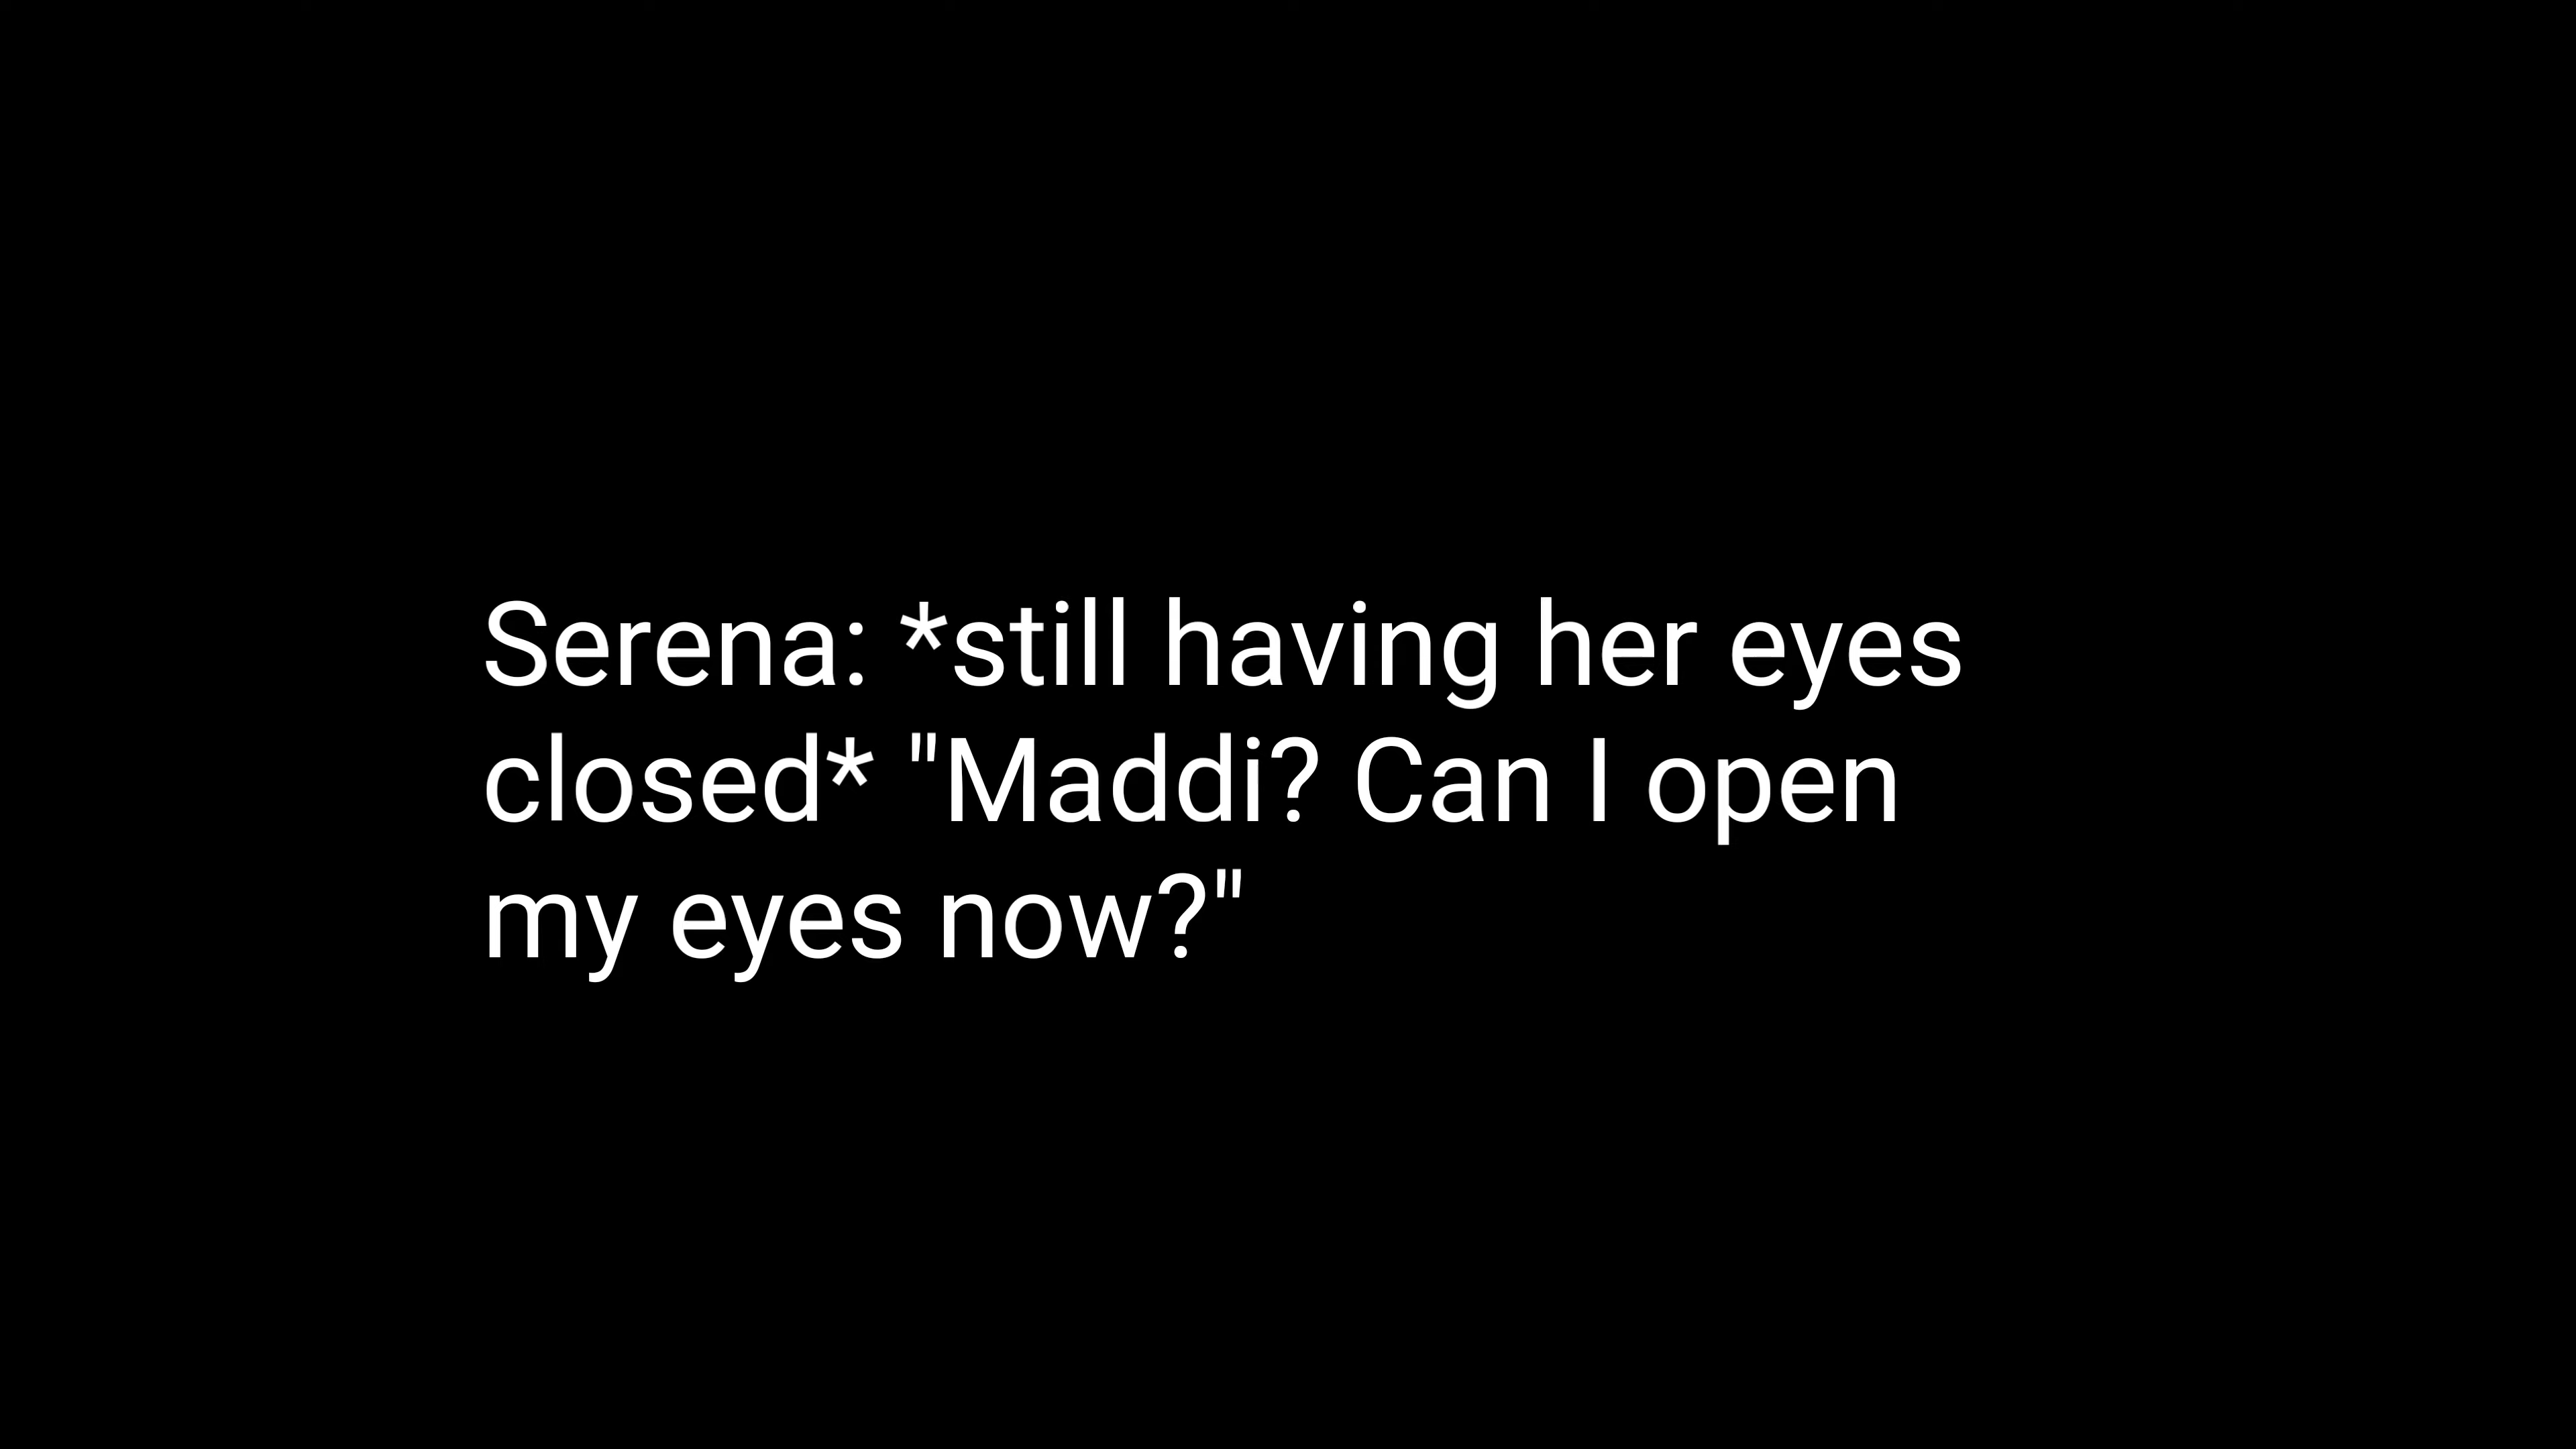 Serena: *still having her eyes
closed* "Maddi? Can I open
my eyes now?"